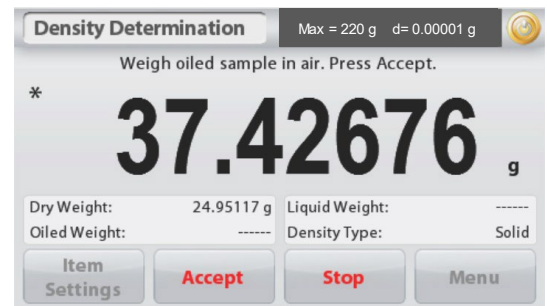 Density Determination Max = 220 g d= 0.00001 g
Weigh oiled sample in air. Press Accept.
*
37.42676 g
Dry Weight: 24.95117 g Liquid Weight: ------
Oiled Weight: ------ Density Type: Solid
Item Settings Accept Stop Menu